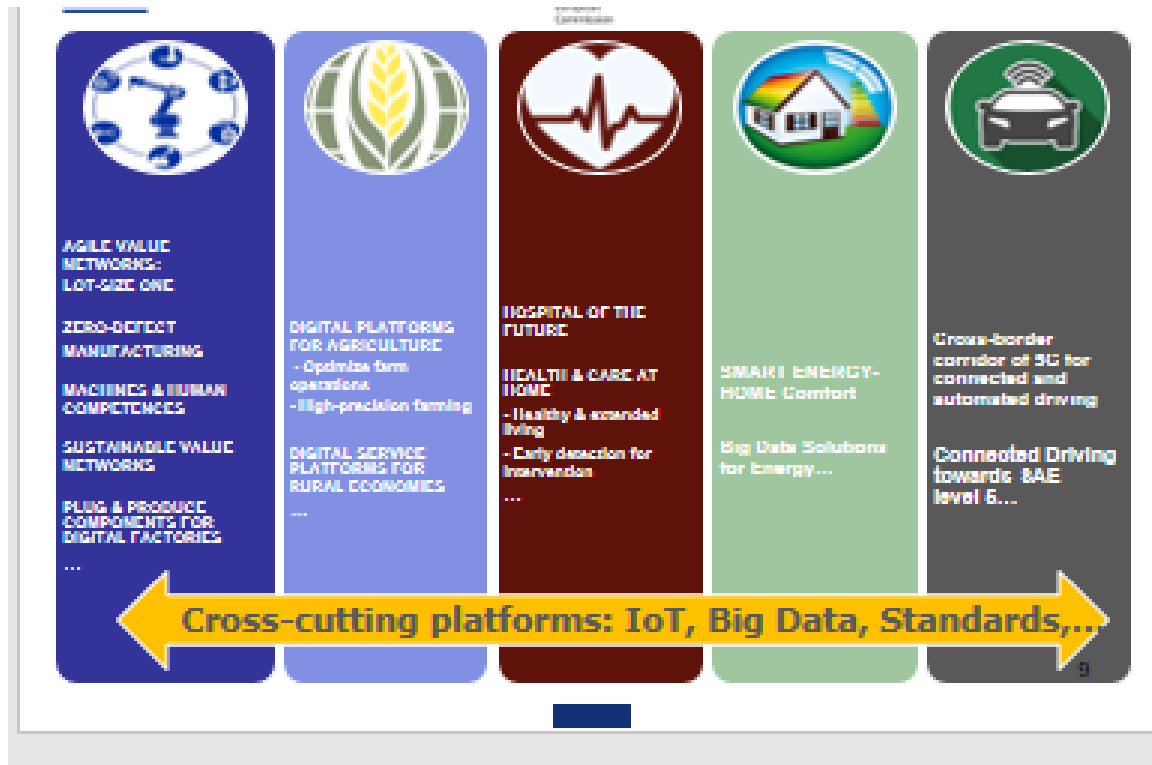 Commission
AGILE VALUE
NETWORKS:
LOT-SIZE ONE
ZERO-DEFECT
MANUFACTURING
MACHINES & HUMAN
COMPETENCES
SUSTAINABLE VALUE
NETWORKS
PLUG & PRODUCE
COMPONENTS FOR
DIGITAL FACTORIES
...
DIGITAL PLATFORMS
FOR AGRICULTURE
- Optimize farm
operations
- High-precision farming
DIGITAL SERVICE
PLATFORMS FOR
RURAL ECONOMIES
...
HOSPITAL OF THE
FUTURE
HEALTH & CARE AT
HOME
- Healthy & extended
living
- Early detection for
intervention
...
SMART ENERGY-
HOME Comfort
Big Data Solutions
for Energy...
Cross-border
corridor of 5G for
connected and
automated driving
Connected Driving
towards SAE
level 5...
Cross-cutting platforms: IoT, Big Data, Standards,...
9